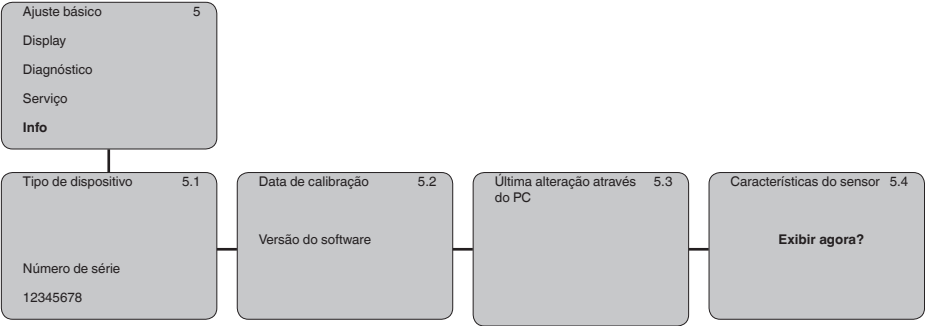 Ajuste básico 5
Display
Diagnóstico
Serviço
Info
Tipo de dispositivo 5.1
Número de série
12345678
Data de calibração 5.2
Versão do software
Última alteração através 5.3
do PC
Características do sensor 5.4
Exibir agora?